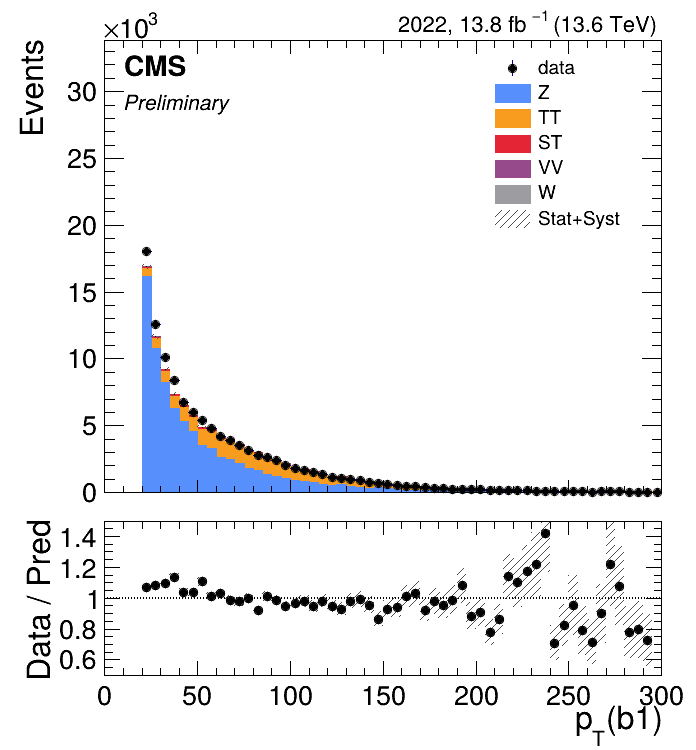 ×10³
2022, 13.8 fb⁻¹ (13.6 TeV)
Events
CMS
Preliminary
data
Z
TT
ST
VV
W
Stat+Syst
30
25
20
15
10
5
0
Data / Pred
1.4
1.2
1
0.8
0.6
0 50 100 150 200 250 300
p_T(b1)